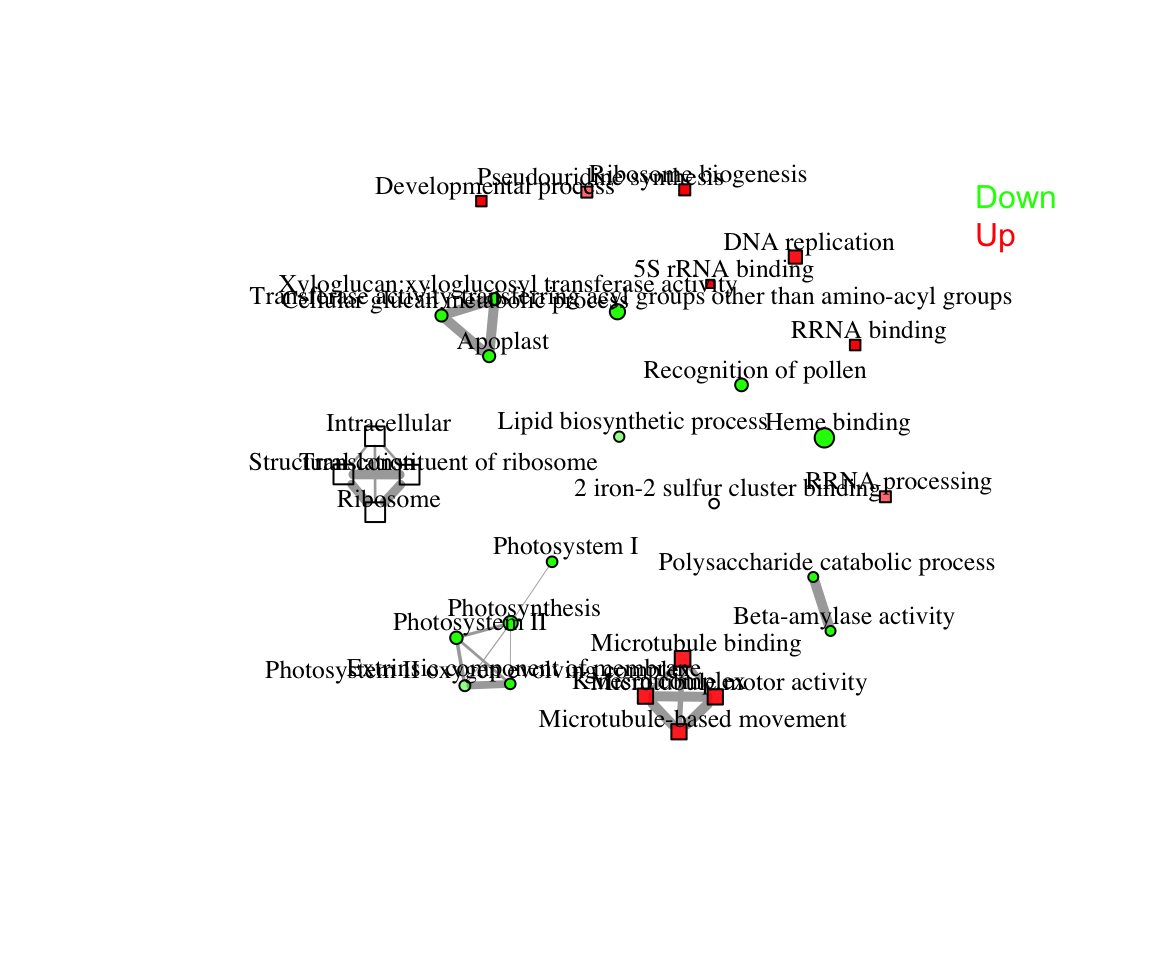 Pseudouridine synthesis
Ribosome biogenesis
Developmental process
Down
Up
DNA replication
5S rRNA binding
Xyloglucan:xyloglucosyl transferase activity
Transferase activity-transferring acyl groups other than amino-acyl groups
Cellular glucan metabolic process
RRNA binding
Apoplast
Recognition of pollen
Intracellular
Lipid biosynthetic process
Heme binding
Structural constituent of ribosome
Translation
RRNA processing
2 iron-2 sulfur cluster binding
Ribosome
Photosystem I
Polysaccharide catabolic process
Photosynthesis
Beta-amylase activity
Photosystem II
Microtubule binding
Extrinsic component of membrane
Photosystem II oxygen evolving complex
Kinesin complex
Microtubule motor activity
Microtubule-based movement